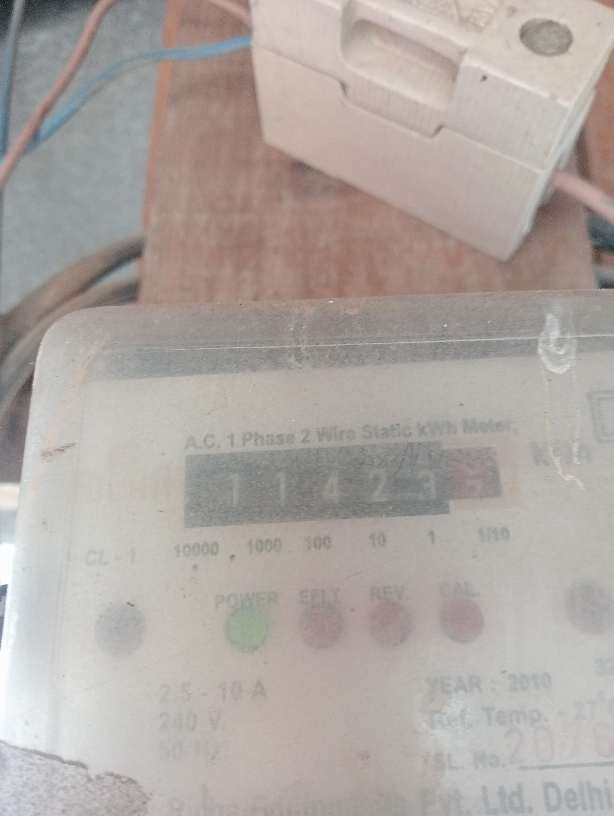 A.C. 1 Phase 2 Wire Static kWh Meter
kWh
1 1 4 2 3
CL - 1
10000 1000 100 10 1 1/10
POWER EFLT REV. CAL.
2.5 - 10 A
240 V
50 Hz
YEAR : 2010
Ref. Temp. - 27°
SL. No.
Pvt. Ltd. Delhi